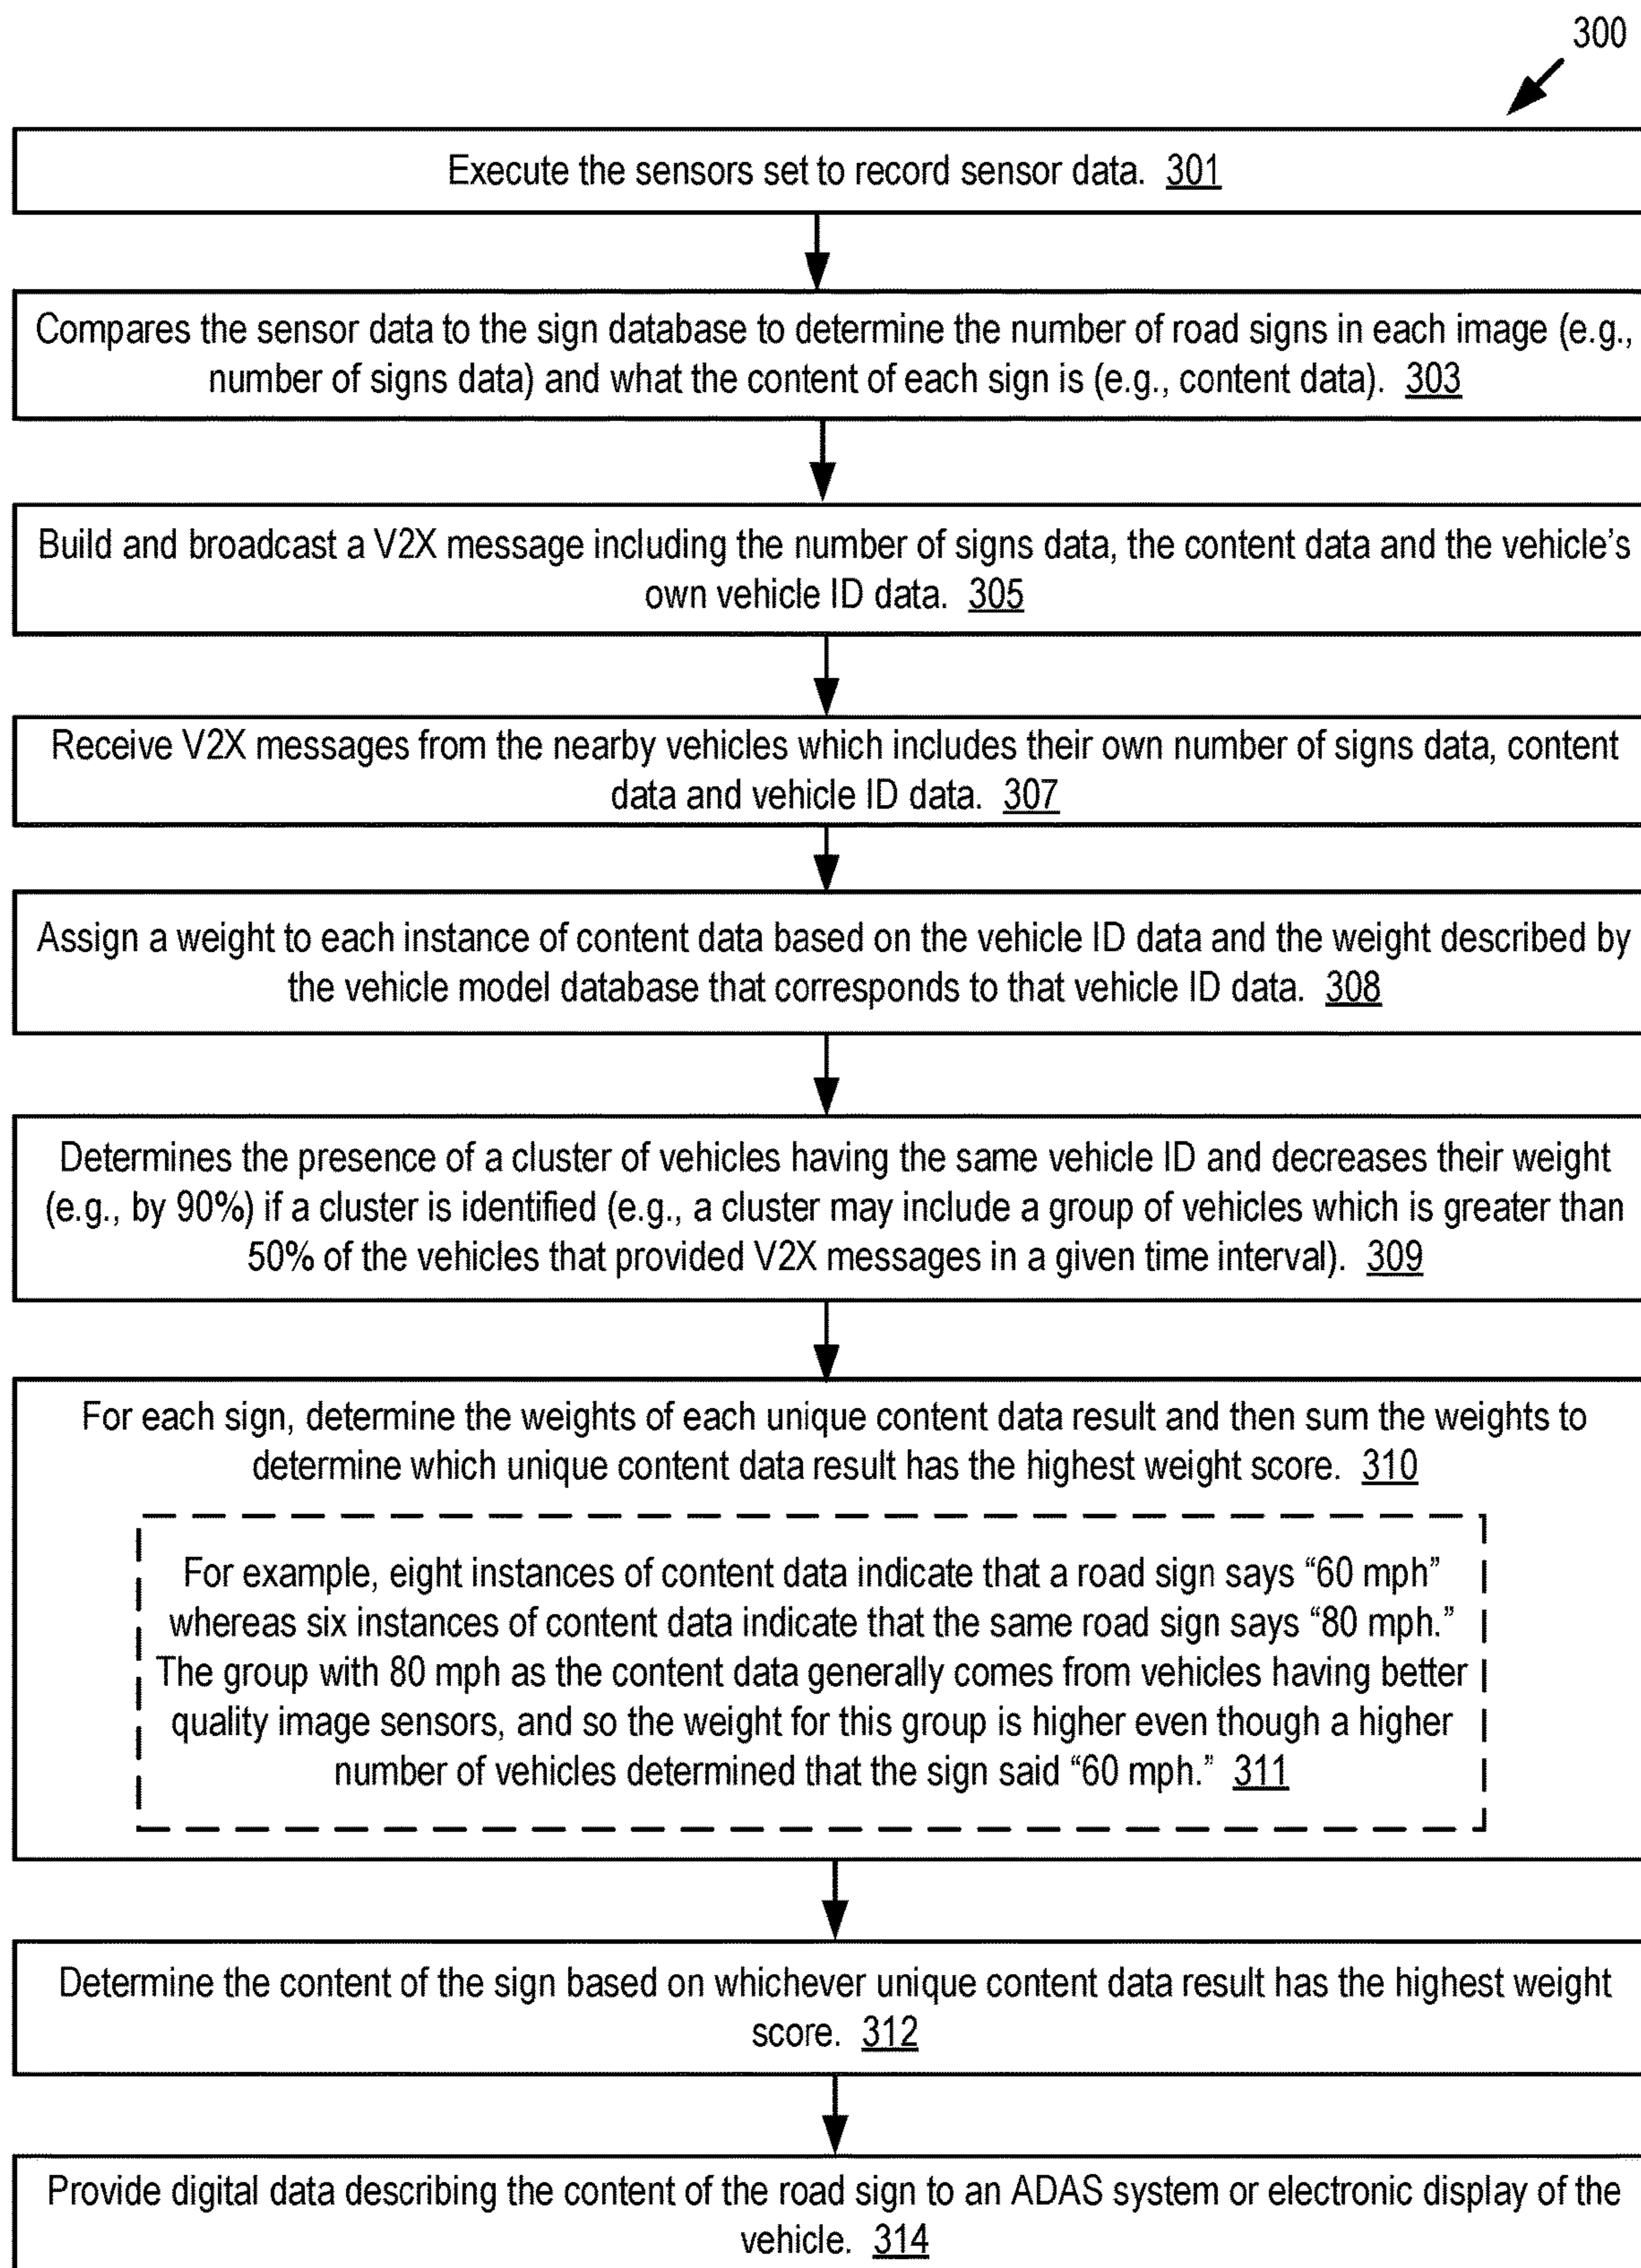 300
Execute the sensors set to record sensor data. 301
Compares the sensor data to the sign database to determine the number of road signs in each image (e.g.,
number of signs data) and what the content of each sign is (e.g., content data). 303
Build and broadcast a V2X message including the number of signs data, the content data and the vehicle’s
own vehicle ID data. 305
Receive V2X messages from the nearby vehicles which includes their own number of signs data, content
data and vehicle ID data. 307
Assign a weight to each instance of content data based on the vehicle ID data and the weight described by
the vehicle model database that corresponds to that vehicle ID data. 308
Determines the presence of a cluster of vehicles having the same vehicle ID and decreases their weight
(e.g., by 90%) if a cluster is identified (e.g., a cluster may include a group of vehicles which is greater than
50% of the vehicles that provided V2X messages in a given time interval). 309
For each sign, determine the weights of each unique content data result and then sum the weights to
determine which unique content data result has the highest weight score. 310
For example, eight instances of content data indicate that a road sign says “60 mph”
whereas six instances of content data indicate that the same road sign says “80 mph.”
The group with 80 mph as the content data generally comes from vehicles having better
quality image sensors, and so the weight for this group is higher even though a higher
number of vehicles determined that the sign said “60 mph.” 311
Determine the content of the sign based on whichever unique content data result has the highest weight
score. 312
Provide digital data describing the content of the road sign to an ADAS system or electronic display of the
vehicle. 314